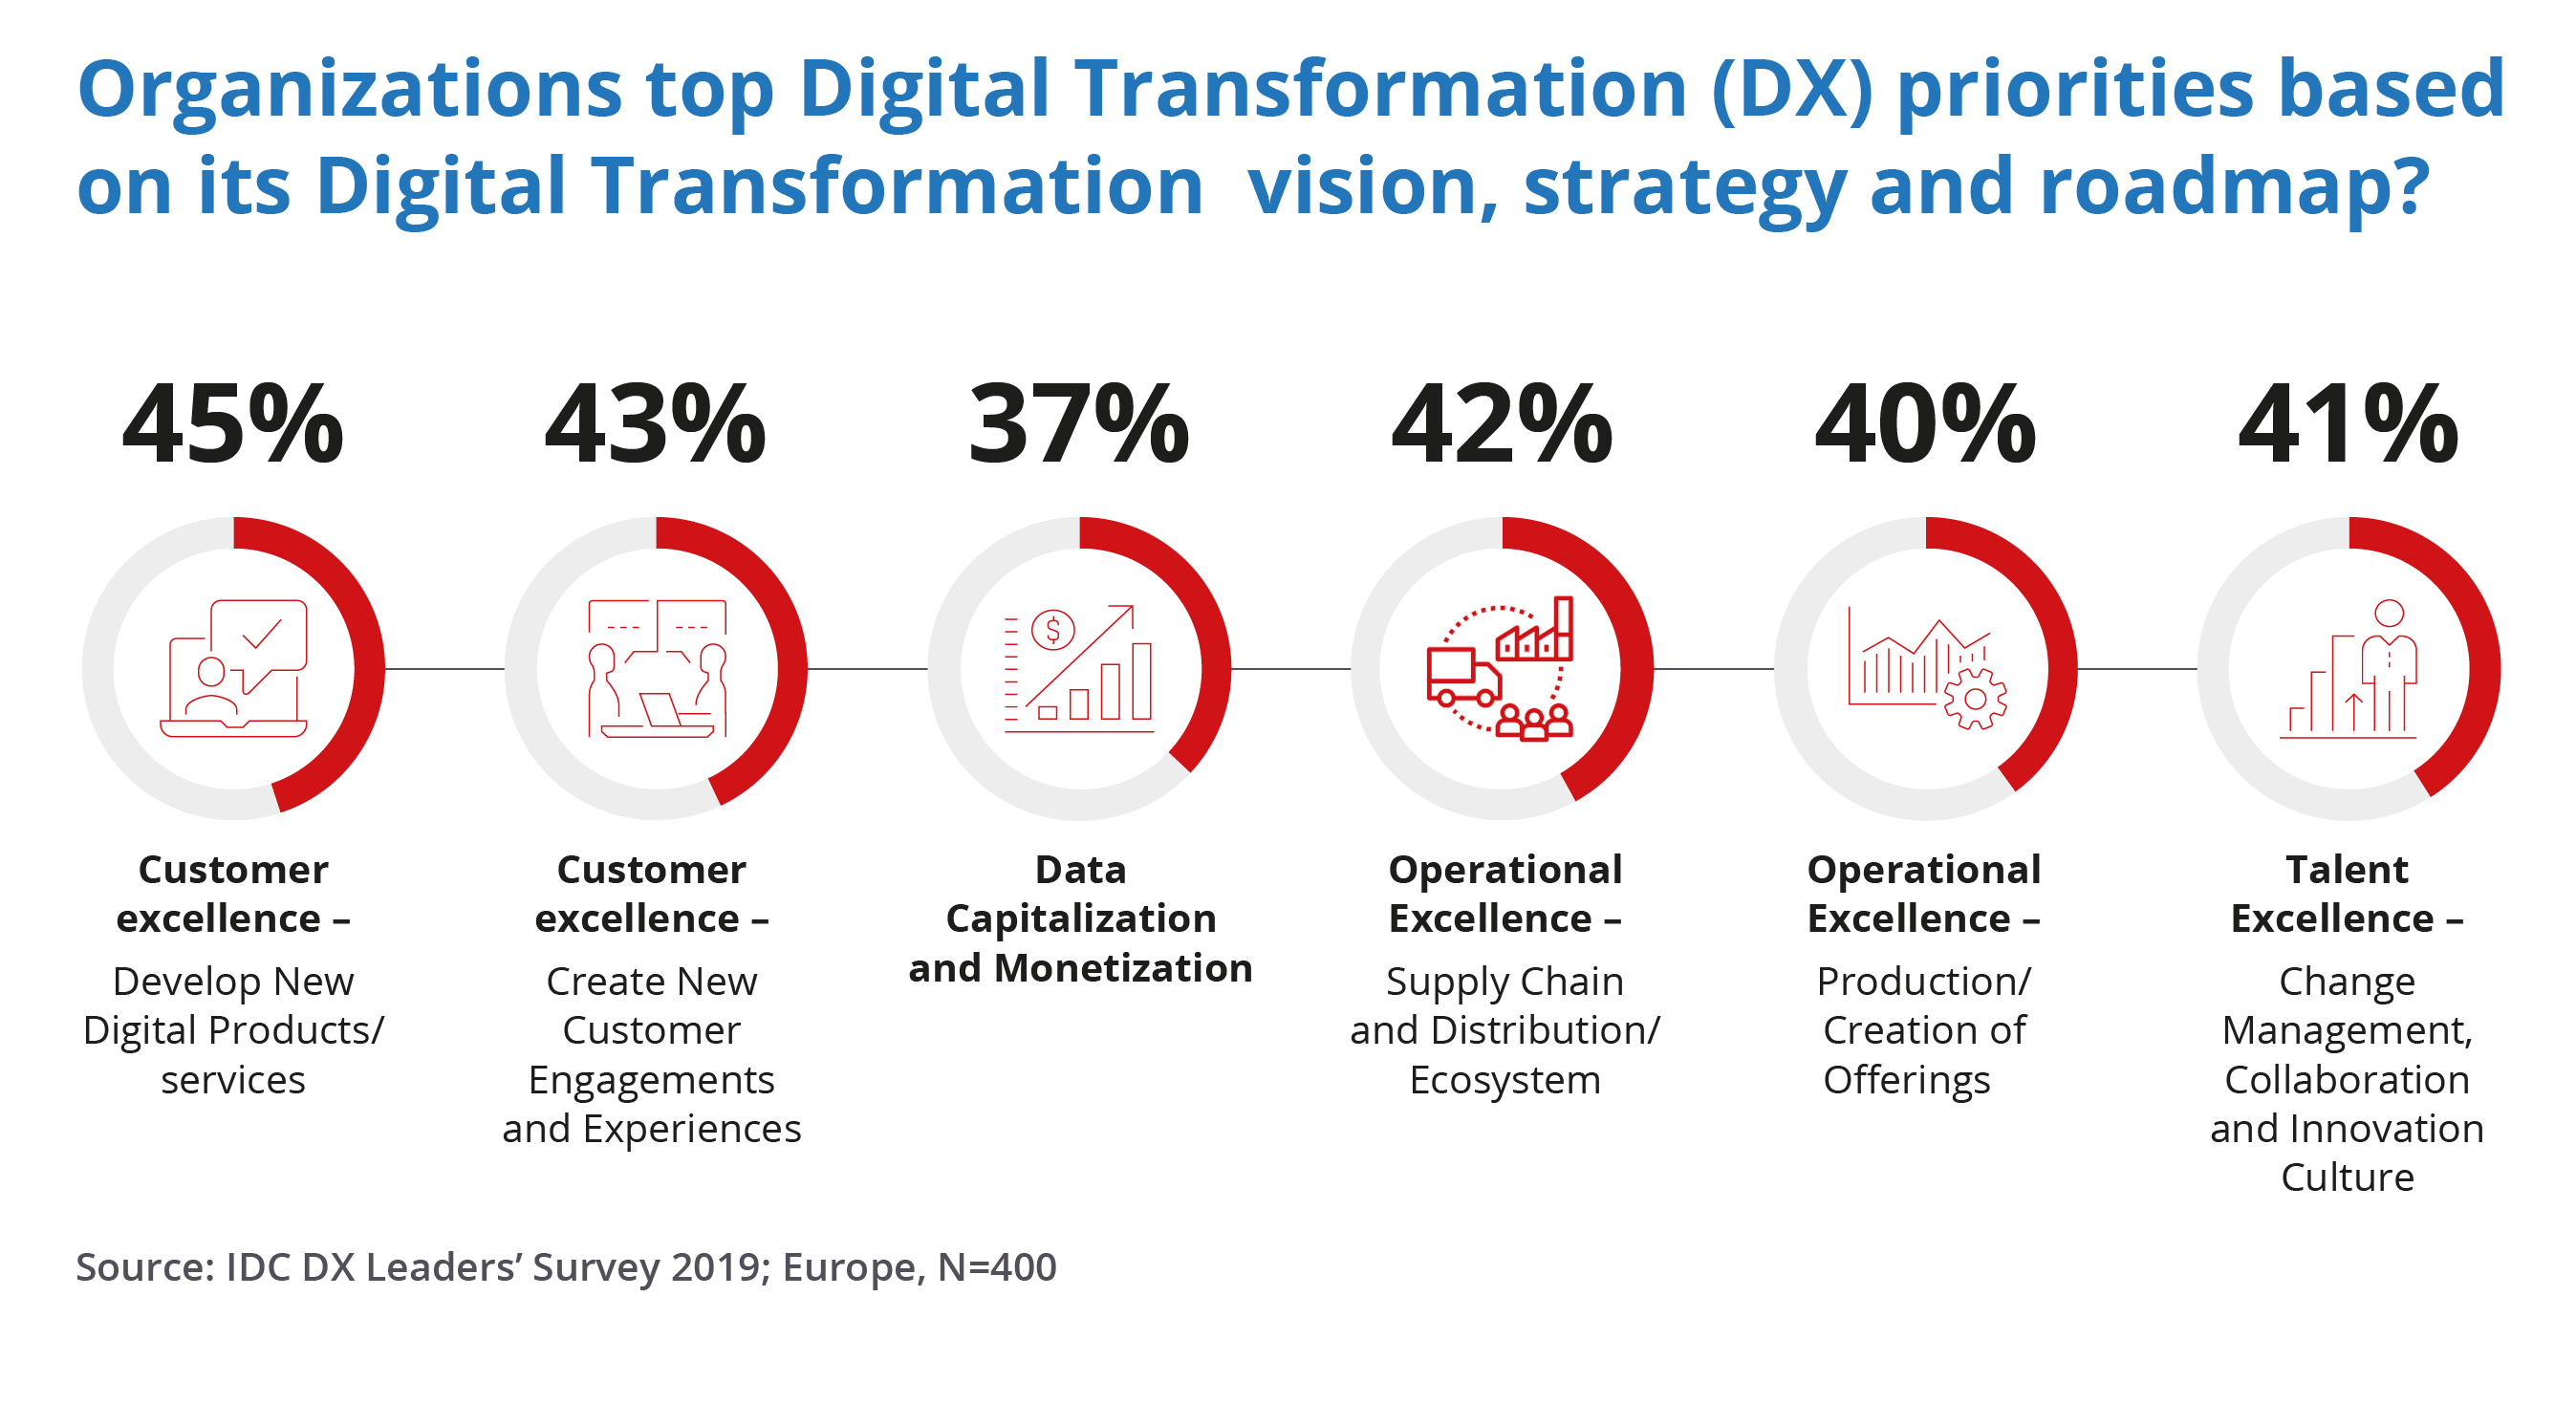 Organizations top Digital Transformation (DX) priorities based
on its Digital Transformation  vision, strategy and roadmap?
45%
Customer
excellence –
Develop New
Digital Products/
services
43%
Customer
excellence –
Create New
Customer
Engagements
and Experiences
37%
$
Data
Capitalization
and Monetization
42%
Operational
Excellence –
Supply Chain
and Distribution/
Ecosystem
40%
Operational
Excellence –
Production/
Creation of
Offerings
41%
Talent
Excellence –
Change
Management,
Collaboration
and Innovation
Culture
Source: IDC DX Leaders’ Survey 2019; Europe, N=400